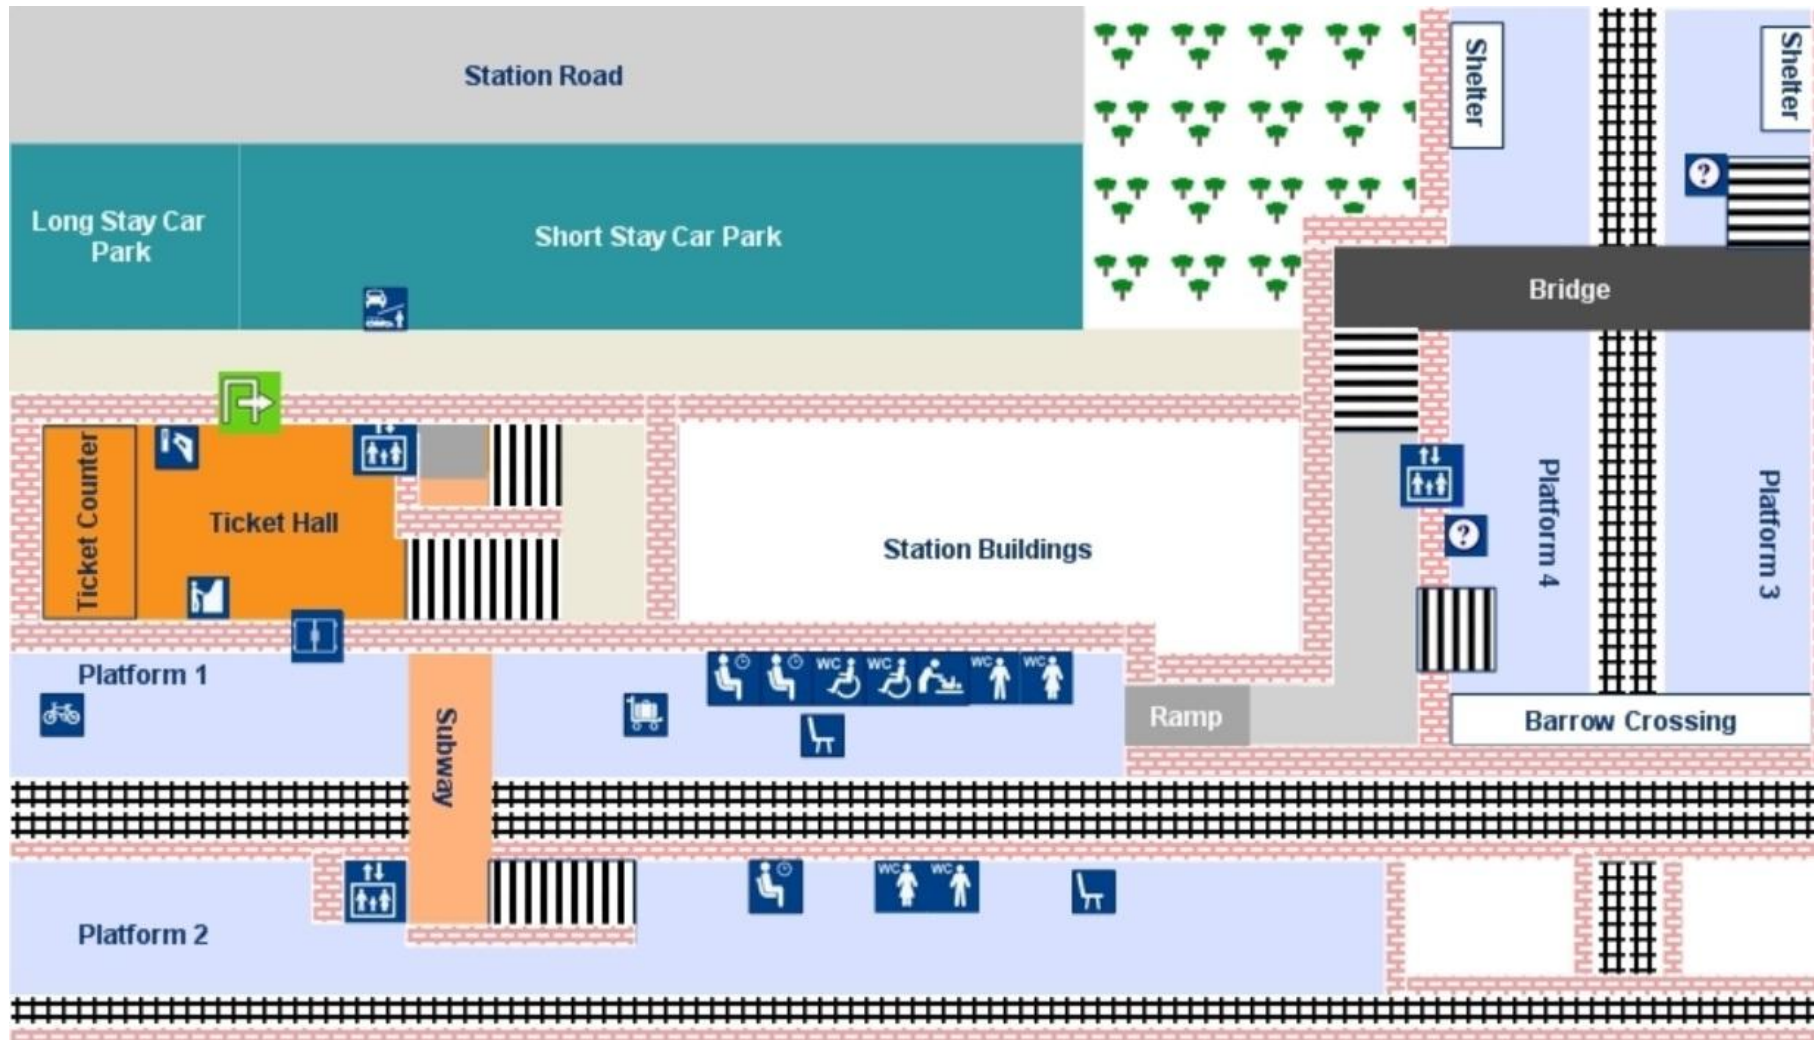 Station Road
Shelter
Shelter
?
Long Stay Car
Park
Short Stay Car Park
Bridge
Ticket Counter
Ticket Hall
Station Buildings
Platform 4
Platform 3
?
Platform 1
WC
WC
WC
WC
Subway
Ramp
Barrow Crossing
WC
WC
Platform 2